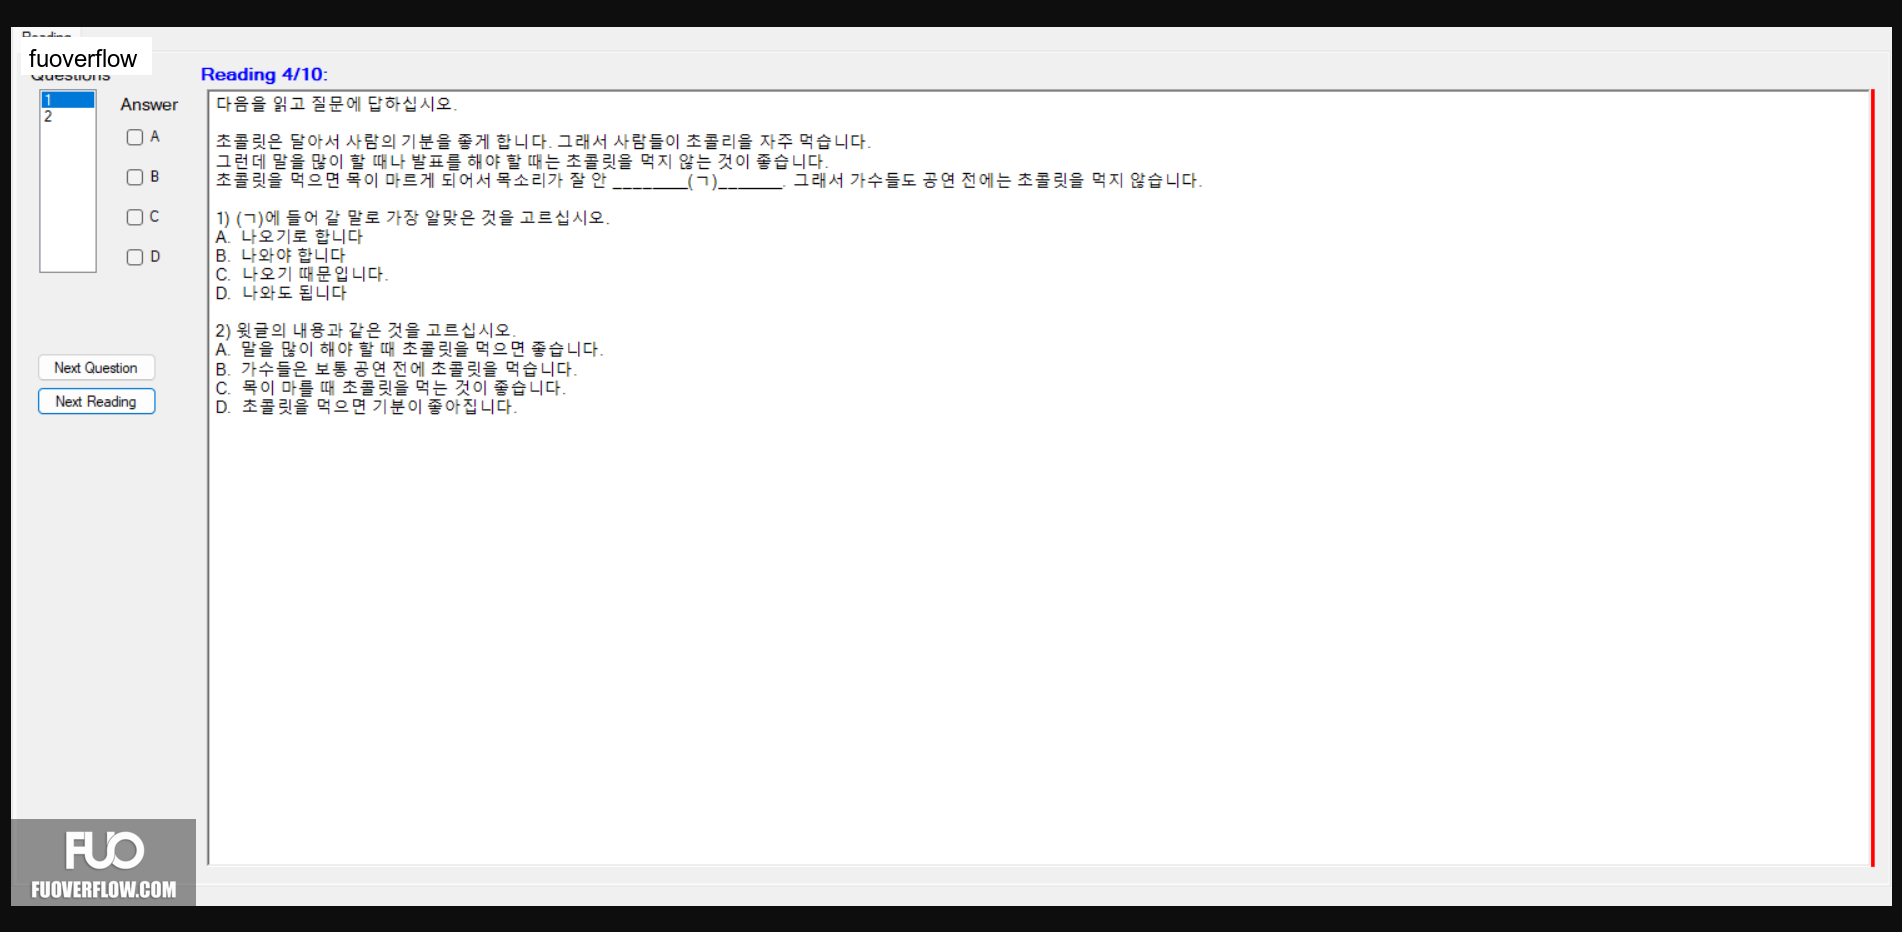 fuoverflow
Questions
Reading 4/10:
1
2
Answer
A
B
C
D
Next Question
Next Reading
다음을 읽고 질문에 답하십시오.
초콜릿은 달아서 사람의 기분을 좋게 합니다. 그래서 사람들이 초콜리을 자주 먹습니다.
그런데 말을 많이 할 때나 발표를 해야 할 때는 초콜릿을 먹지 않는 것이 좋습니다.
초콜릿을 먹으면 목이 마르게 되어서 목소리가 잘 안 ________(ㄱ)_______. 그래서 가수들도 공연 전에는 초콜릿을 먹지 않습니다.
1) (ㄱ)에 들어 갈 말로 가장 알맞은 것을 고르십시오.
A. 나오기로 합니다
B. 나와야 합니다
C. 나오기 때문입니다.
D. 나와도 됩니다
2) 윗글의 내용과 같은 것을 고르십시오.
A. 말을 많이 해야 할 때 초콜릿을 먹으면 좋습니다.
B. 가수들은 보통 공연 전에 초콜릿을 먹습니다.
C. 목이 마를 때 초콜릿을 먹는 것이 좋습니다.
D. 초콜릿을 먹으면 기분이 좋아집니다.
FUO
FUOVERFLOW.COM